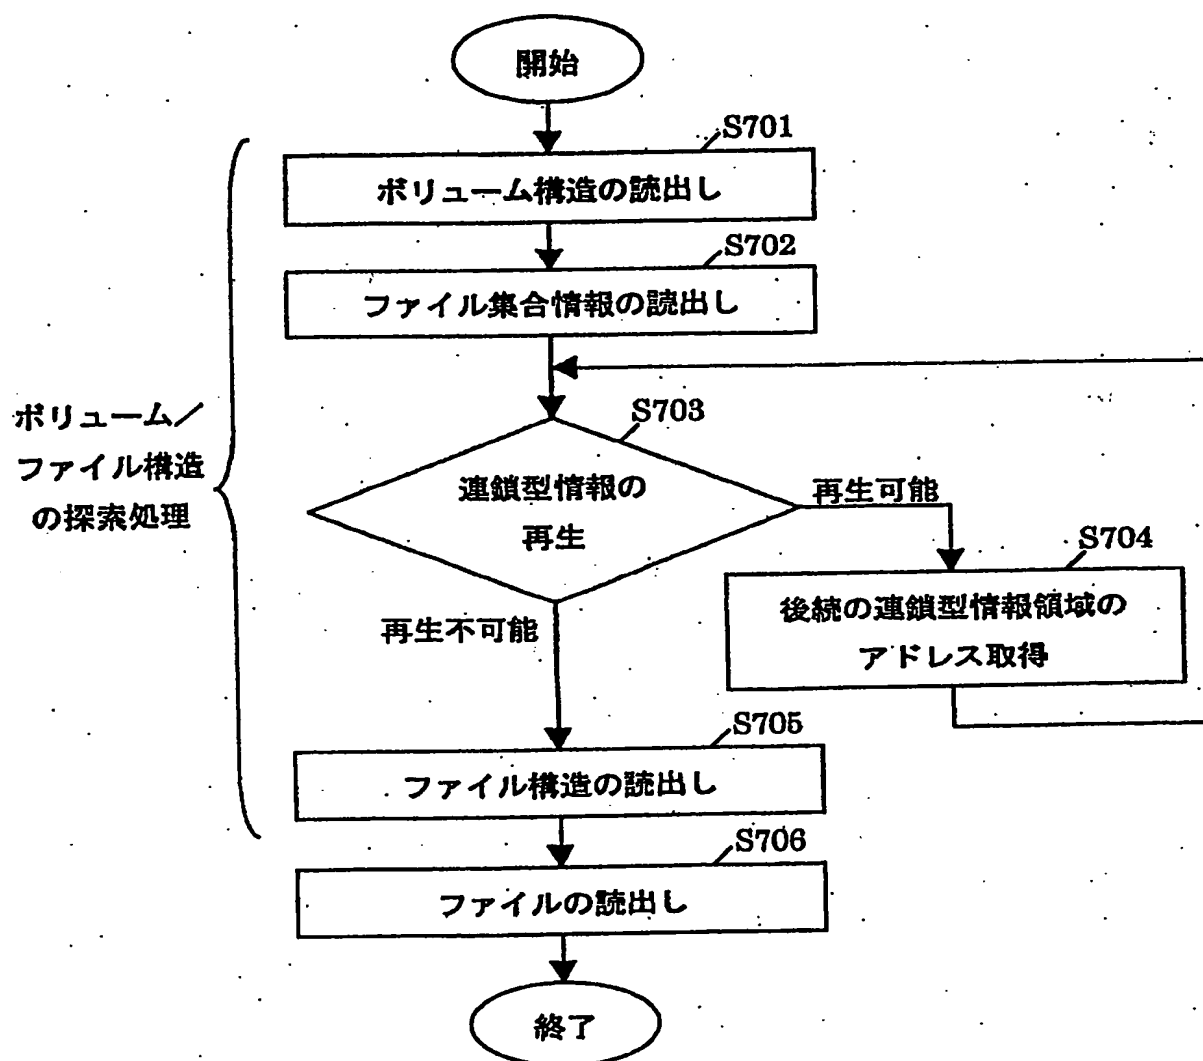 開始
S701
ボリューム構造の読出し
S702
ファイル集合情報の読出し
ボリューム／
ファイル構造
の探索処理
S703
連鎖型情報の
再生
再生可能
S704
後続の連鎖型情報領域の
アドレス取得
再生不可能
S705
ファイル構造の読出し
S706
ファイルの読出し
終了